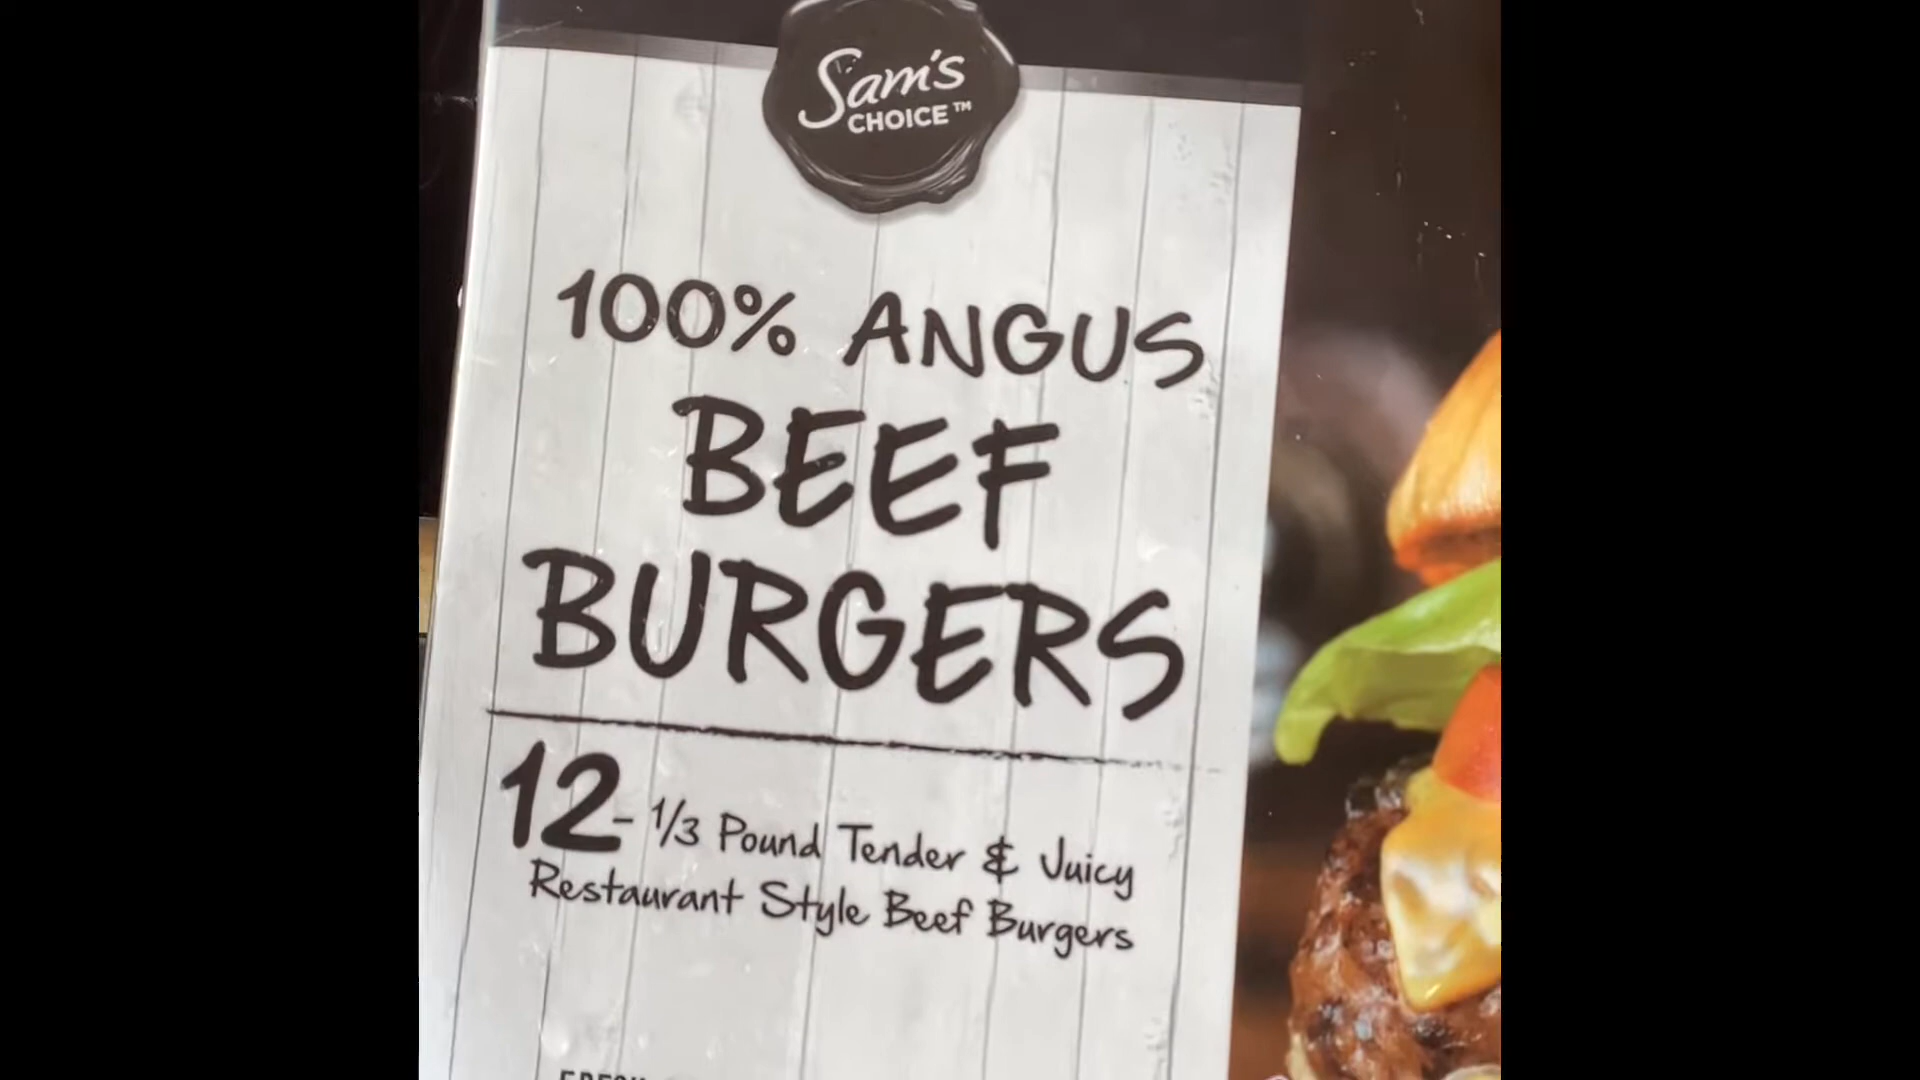 Sam's
CHOICE™
100% ANGUS
BEEF
BURGERS
12- 1/3 Pound Tender & Juicy
Restaurant Style Beef Burgers